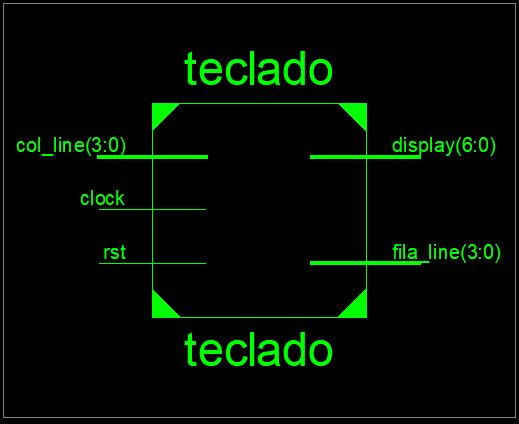 teclado
col_line(3:0)
display(6:0)
clock
rst
fila_line(3:0)
teclado